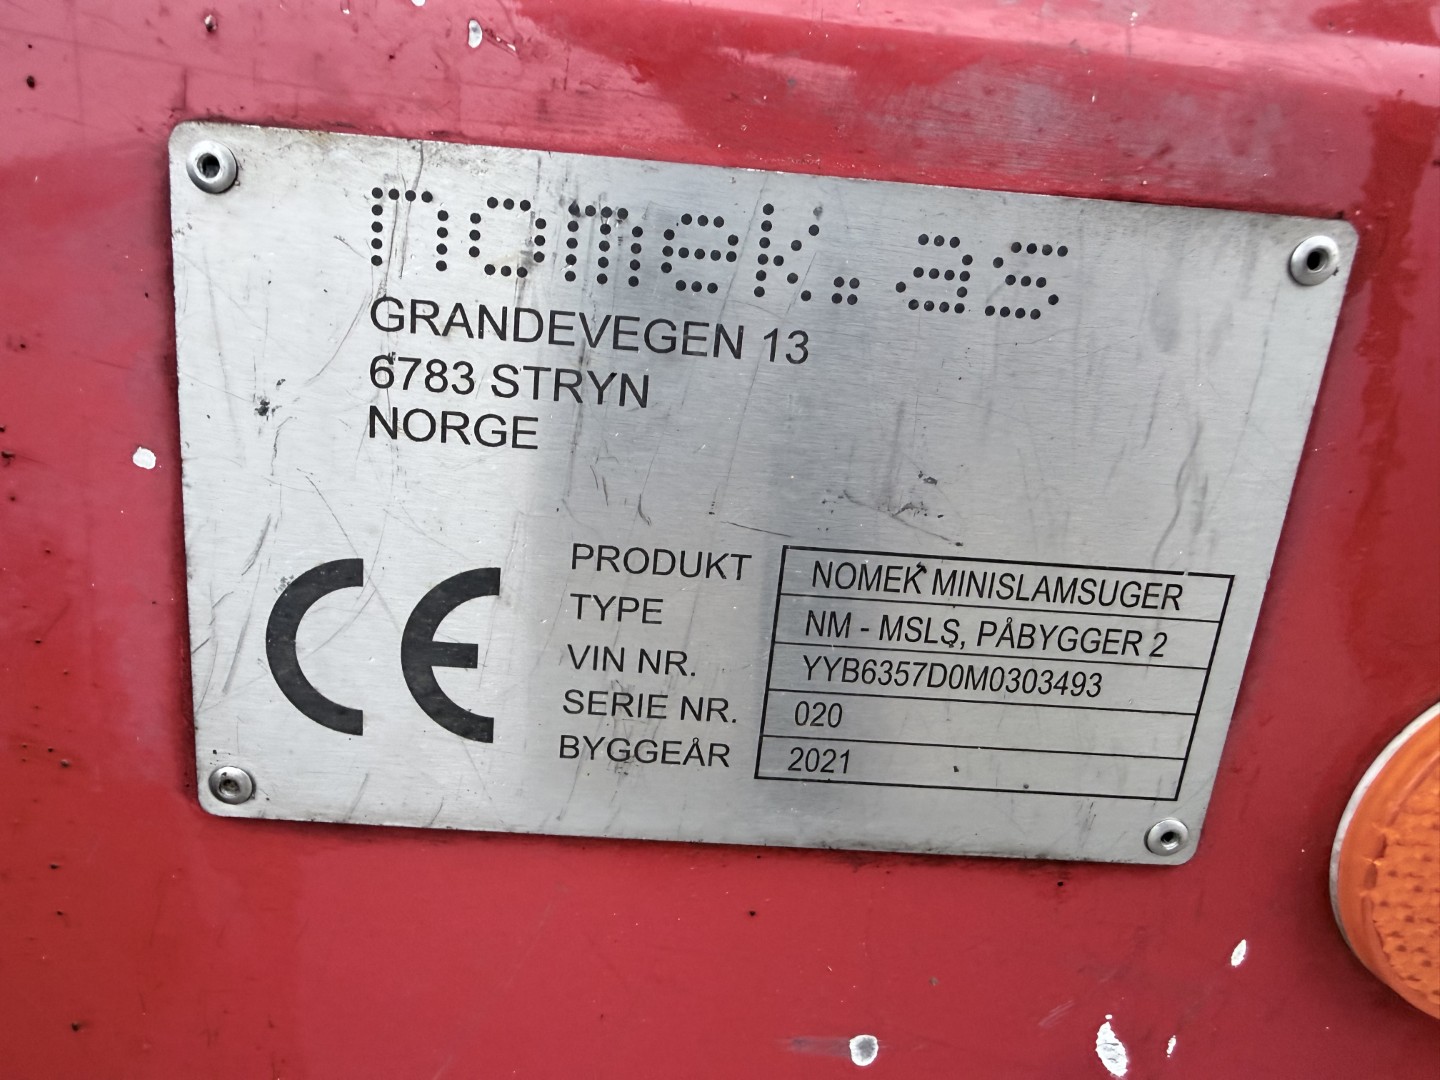 nomek.as
GRANDEVEGEN 13
6783 STRYN
NORGE
CE
PRODUKT NOMEK MINISLAMSUGER
TYPE NM - MSLS, PÅBYGGER 2
VIN NR. YYB6357D0M0303493
SERIE NR. 020
BYGGEÅR 2021